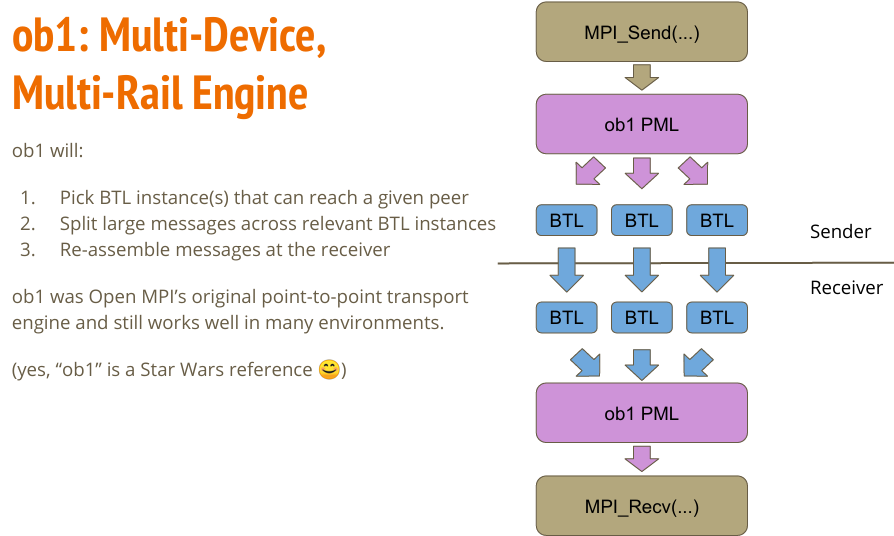 ob1: Multi-Device,
Multi-Rail Engine
ob1 will:
1. Pick BTL instance(s) that can reach a given peer
2. Split large messages across relevant BTL instances
3. Re-assemble messages at the receiver
ob1 was Open MPI’s original point-to-point transport
engine and still works well in many environments.
(yes, “ob1” is a Star Wars reference 😊)
MPI_Send(...)
ob1 PML
BTL BTL BTL
Sender
Receiver
BTL BTL BTL
ob1 PML
MPI_Recv(...)